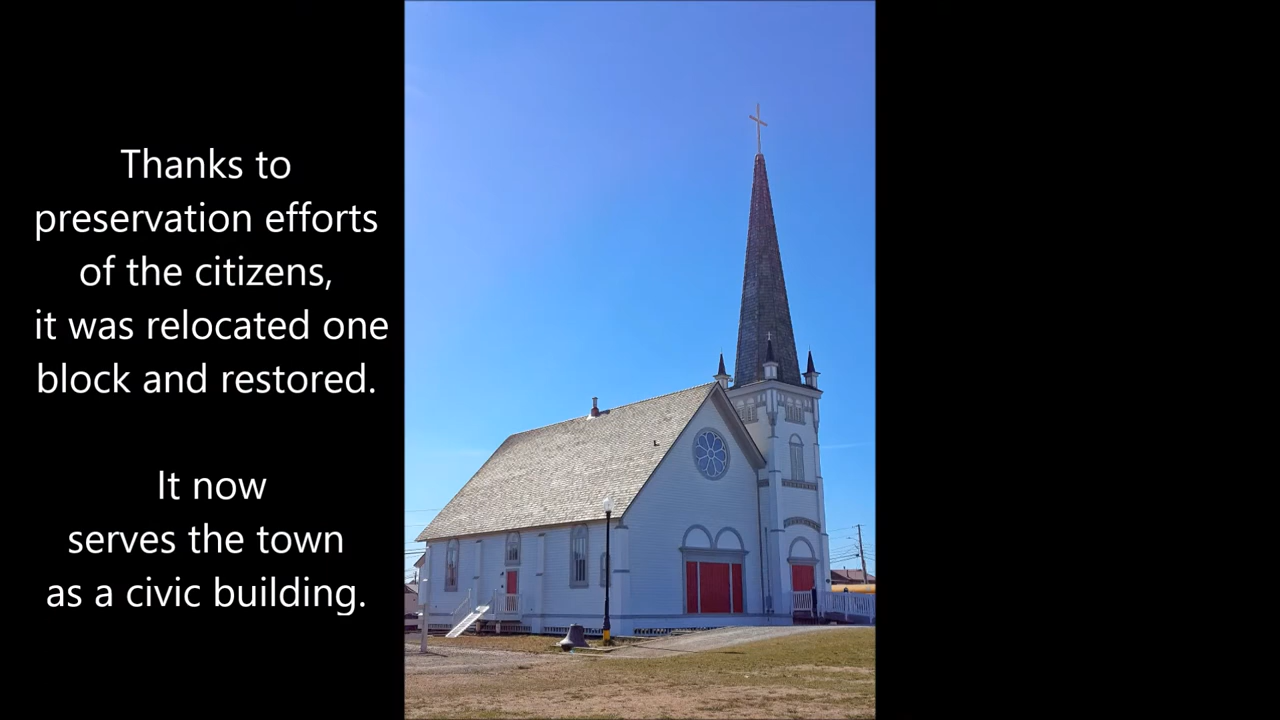 Thanks to
preservation efforts
of the citizens,
it was relocated one
block and restored.
It now
serves the town
as a civic building.